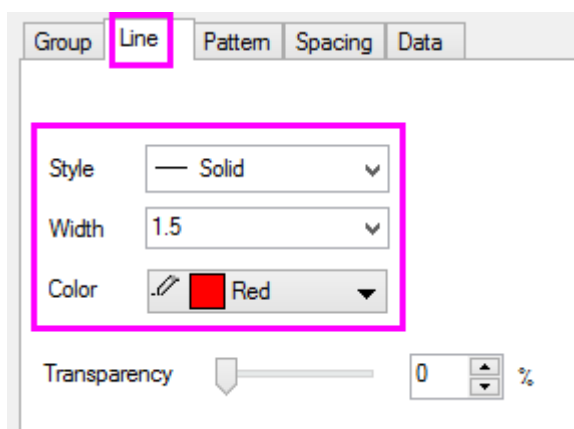 Group Line Pattern Spacing Data
Style Solid
Width 1.5
Color Red
Transparency 0 %